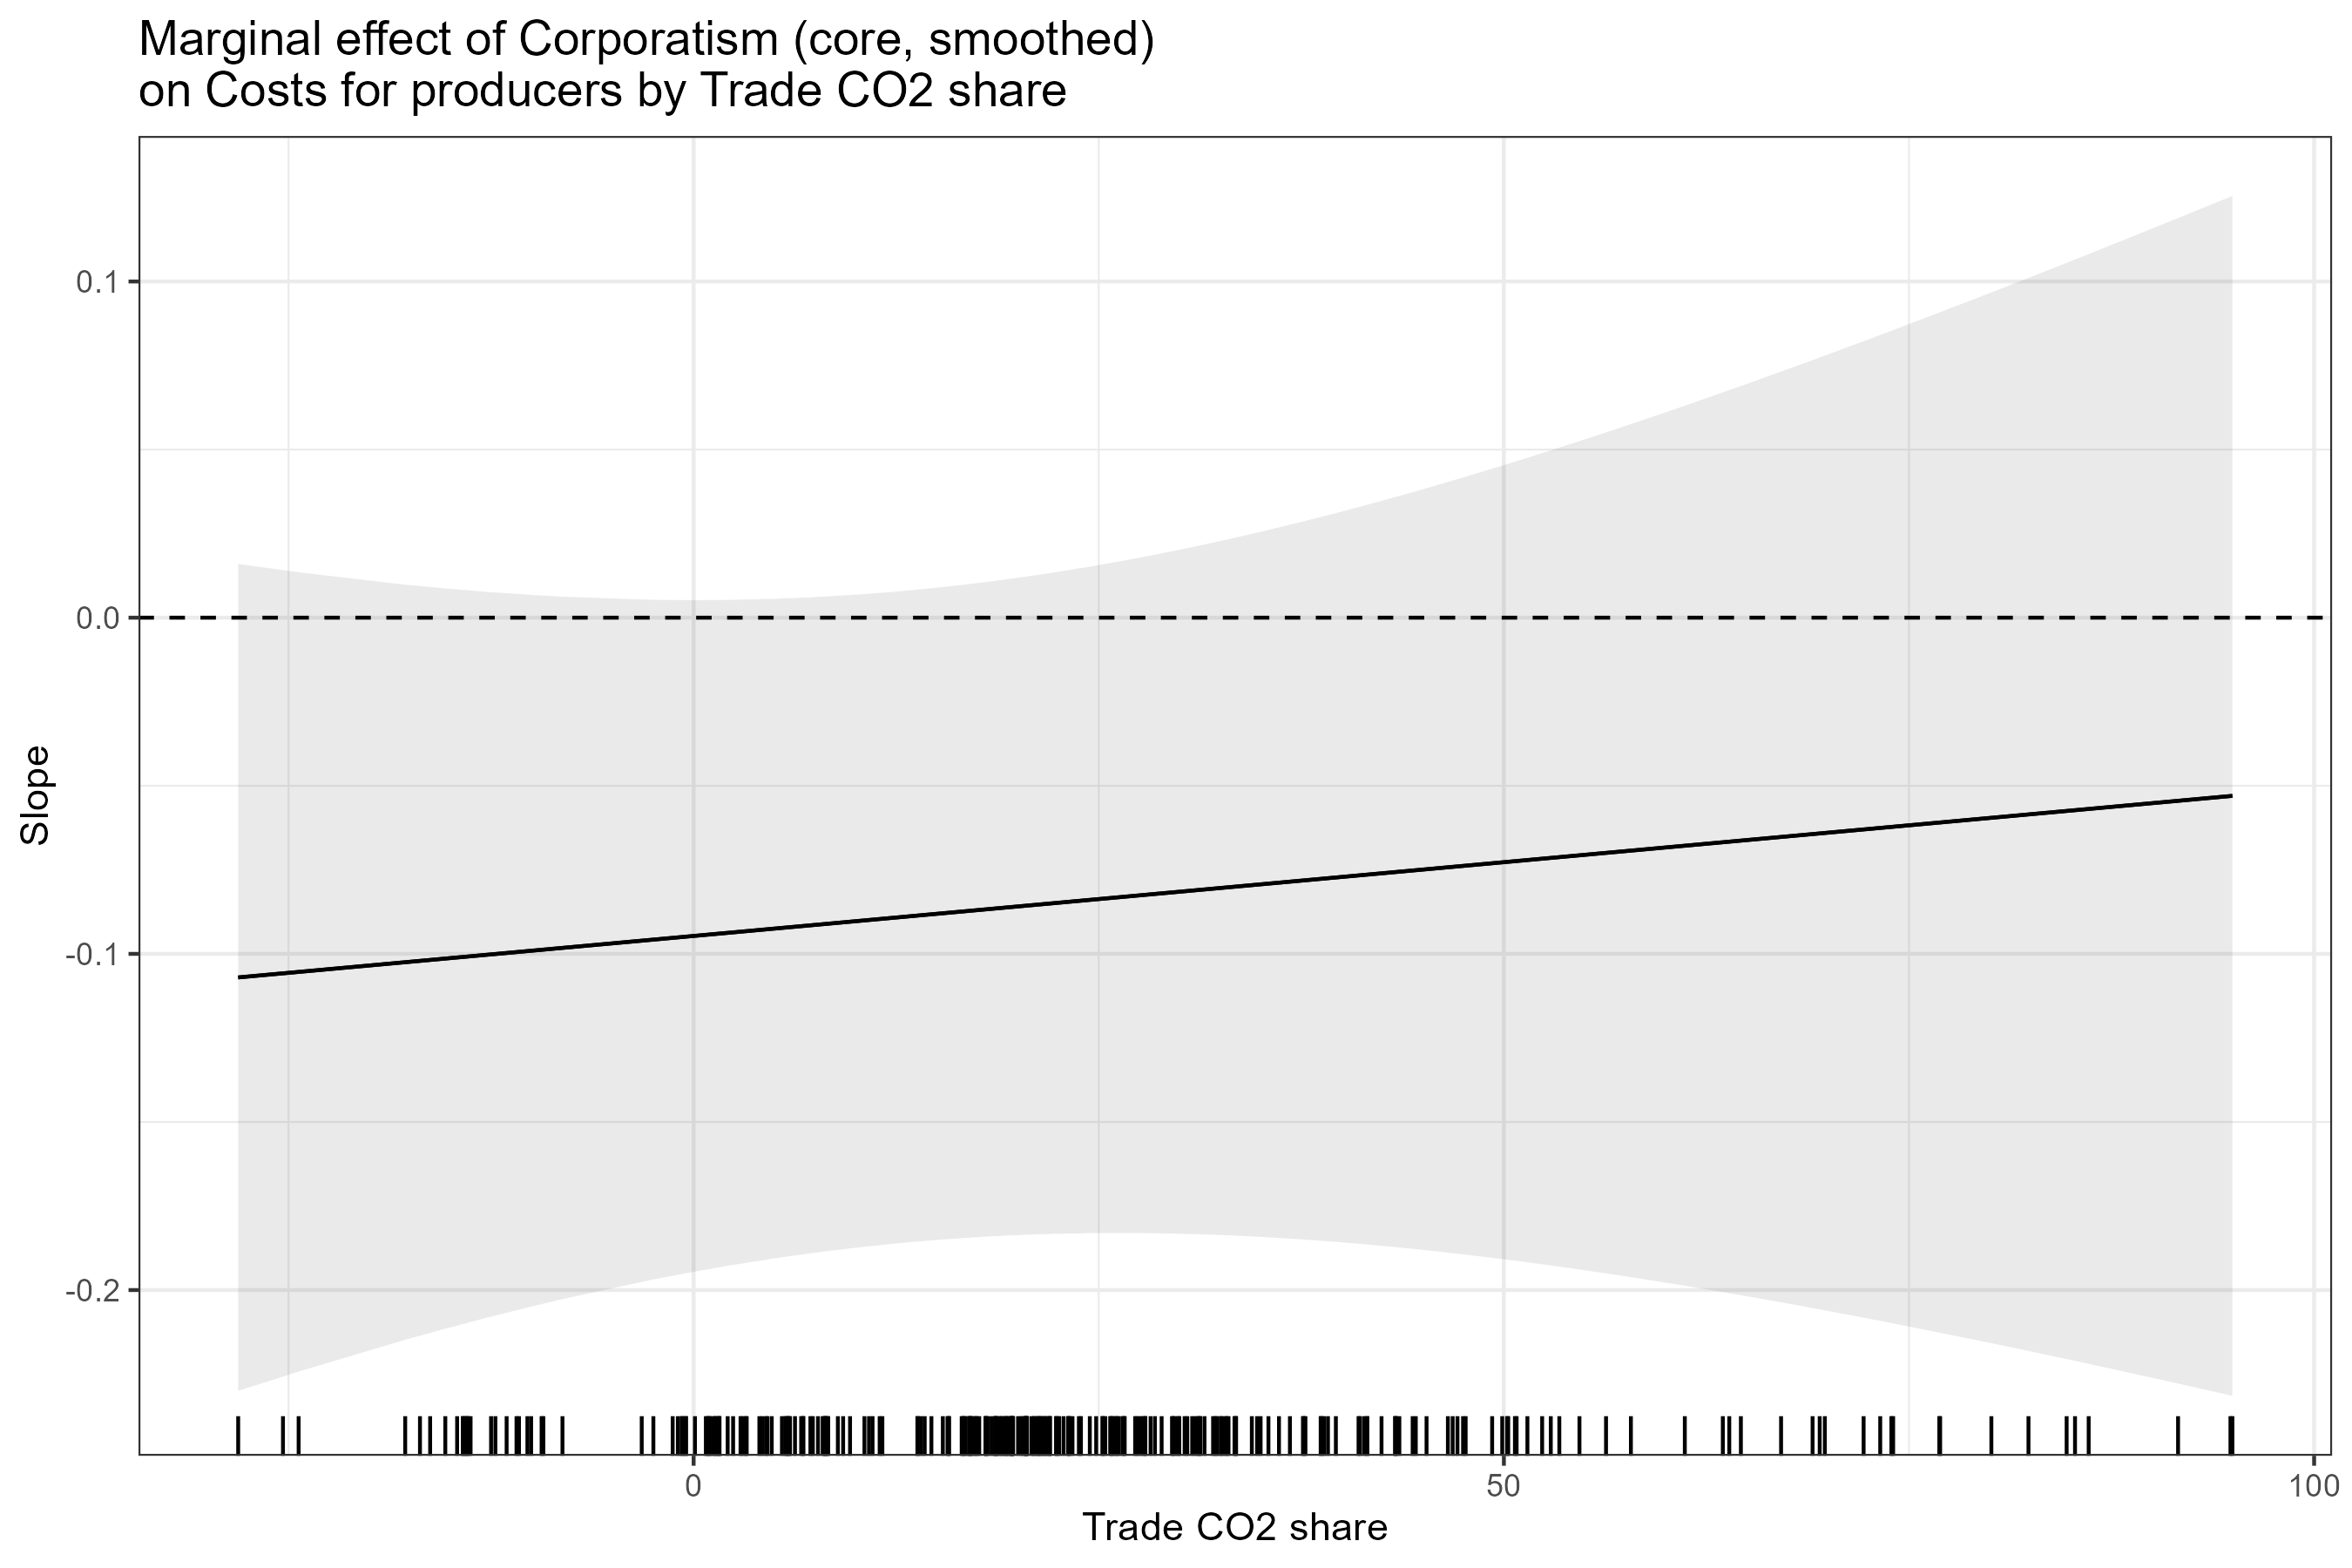 Marginal effect of Corporatism (core, smoothed)
on Costs for producers by Trade CO2 share
0.1
0.0
-0.1
-0.2
Slope
0
50
100
Trade CO2 share